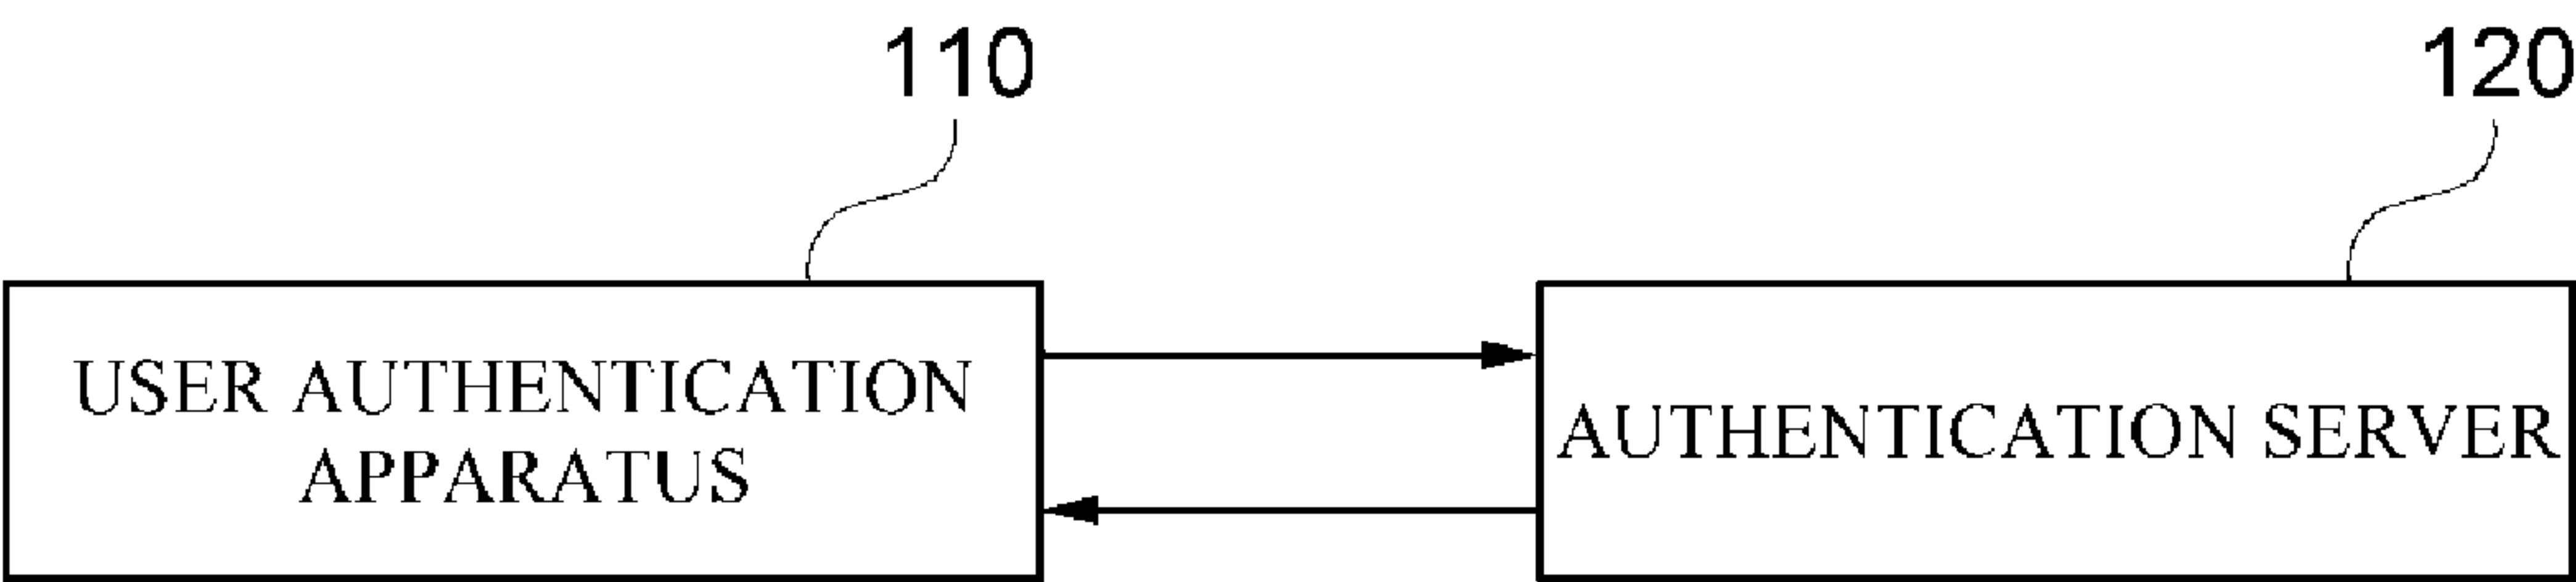 110
120
USER AUTHENTICATION
APPARATUS
AUTHENTICATION SERVER